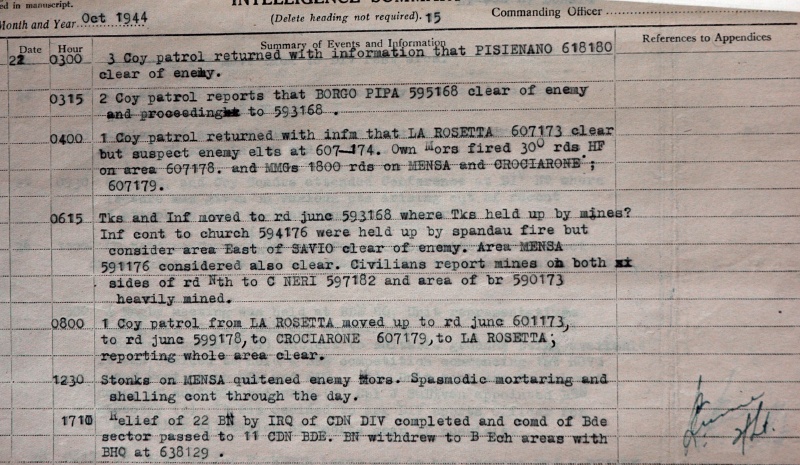 ed in manuscript.
INTELLIGENCE SUMMARY
Month and Year Oct 1944
(Delete heading not required).
15
Commanding Officer
Date Hour Summary of Events and Information References to Appendices
22 0300 3 Coy patrol returned with information that PISIENANO 618180
clear of enemy.
0315 2 Coy patrol reports that BORGO PIPA 595168 clear of enemy
and proceeding to 593168 .
0400 1 Coy patrol returned with infm that LA ROSETTA 607173 clear
but suspect enemy elts at 607-174. Own Mors fired 300 rds HF
on area 607178. and MMGs 1800 rds on MENSA and CROCIARONE ;
607179.
0615 Tks and Inf moved to rd junc 593168 where Tks held up by mines?
Inf cont to church 594176 were held up by spandau fire but
consider area East of SAVIO clear of enemy. Area MENSA
591176 considered also clear. Civilians report mines on both
sides of rd Nth to C NERI 597182 and area of br 590173
heavily mined.
0800 1 Coy patrol from LA ROSETTA moved up to rd junc 601173,
to rd junc 599178, to CROCIARONE 607179, to LA ROSETTA ;
reporting whole area clear.
1230 Stonks on MENSA quitened enemy Mors. Spasmodic mortaring and
shelling cont through the day.
1710 Relief of 22 BN by IRQ of CDN DIV completed and comd of Bde
sector passed to 11 CDN BDE. BN withdrew to B Ech areas with
BHQ at 638129 .